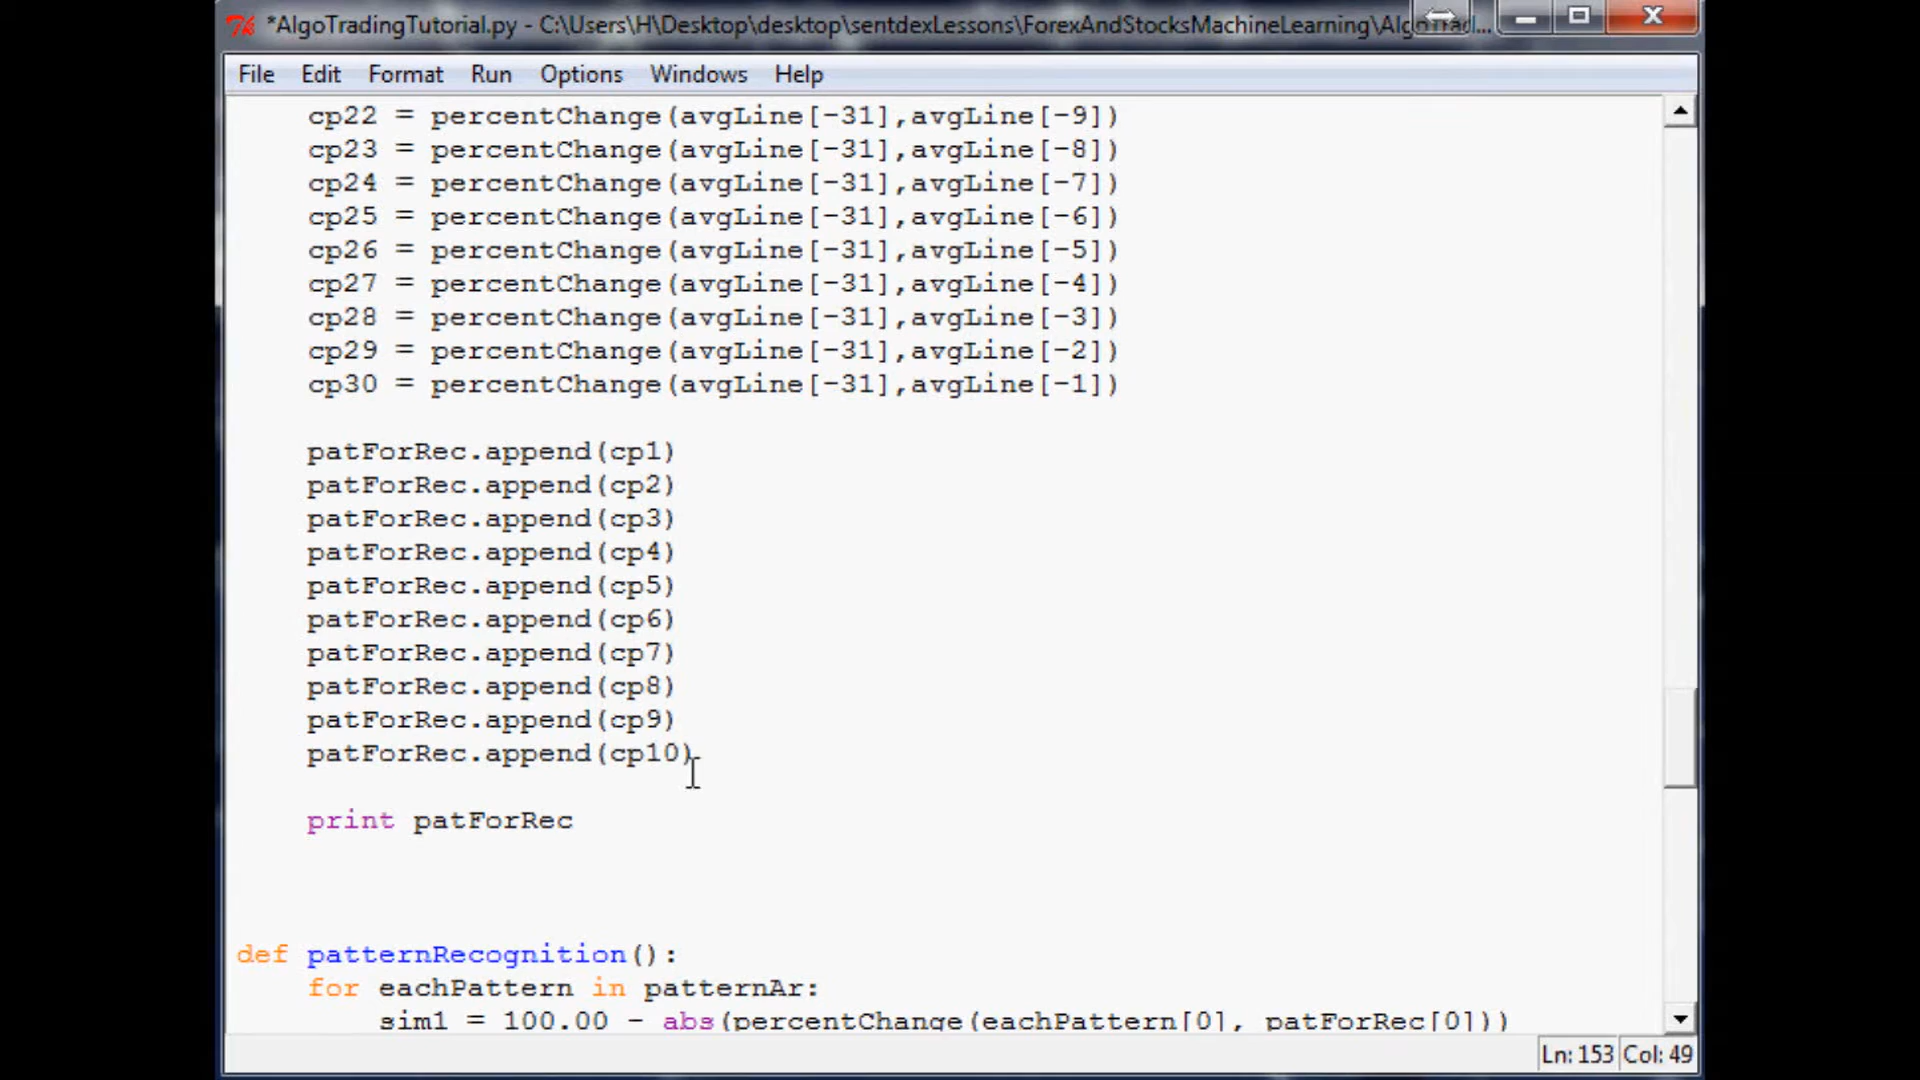 *AlgoTradingTutorial.py - C:\Users\H\Desktop\desktop\sentdexLessons\ForexAndStocksMachineLearning\AlgoTrad...
File Edit Format Run Options Windows Help
cp22 = percentChange(avgLine[-31],avgLine[-9])
cp23 = percentChange(avgLine[-31],avgLine[-8])
cp24 = percentChange(avgLine[-31],avgLine[-7])
cp25 = percentChange(avgLine[-31],avgLine[-6])
cp26 = percentChange(avgLine[-31],avgLine[-5])
cp27 = percentChange(avgLine[-31],avgLine[-4])
cp28 = percentChange(avgLine[-31],avgLine[-3])
cp29 = percentChange(avgLine[-31],avgLine[-2])
cp30 = percentChange(avgLine[-31],avgLine[-1])
patForRec.append(cp1)
patForRec.append(cp2)
patForRec.append(cp3)
patForRec.append(cp4)
patForRec.append(cp5)
patForRec.append(cp6)
patForRec.append(cp7)
patForRec.append(cp8)
patForRec.append(cp9)
patForRec.append(cp10)
print patForRec
def patternRecognition():
for eachPattern in patternAr:
sim1 = 100.00 - abs(percentChange(eachPattern[0], patForRec[0]))
Ln: 153 Col: 49